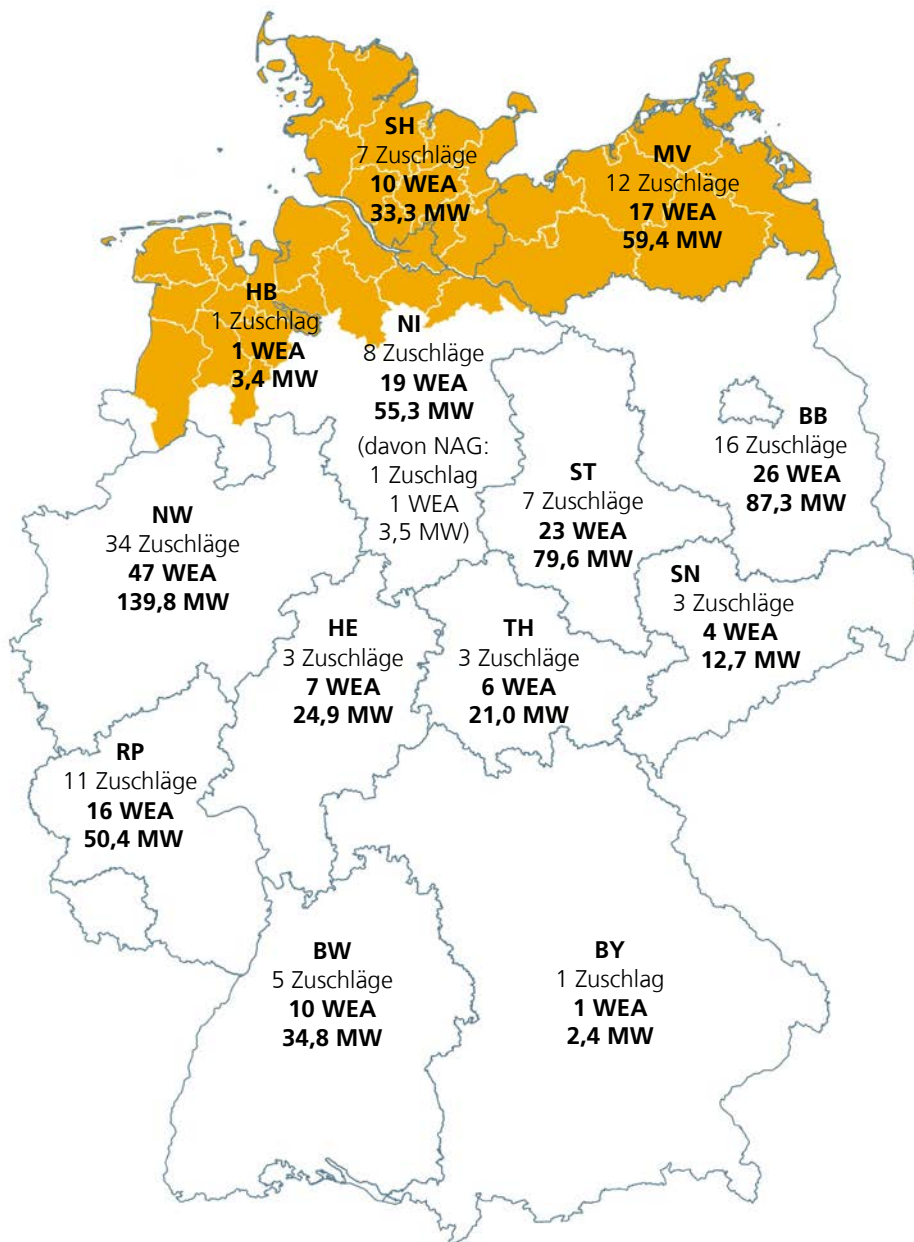 SH
7 Zuschläge
10 WEA
33,3 MW
MV
12 Zuschläge
17 WEA
59,4 MW
HB
1 Zuschlag
1 WEA
3,4 MW
NI
8 Zuschläge
19 WEA
55,3 MW
(davon NAG:
1 Zuschlag
1 WEA
3,5 MW)
BB
16 Zuschläge
26 WEA
87,3 MW
ST
7 Zuschläge
23 WEA
79,6 MW
NW
34 Zuschläge
47 WEA
139,8 MW
SN
3 Zuschläge
4 WEA
12,7 MW
HE
3 Zuschläge
7 WEA
24,9 MW
TH
3 Zuschläge
6 WEA
21,0 MW
RP
11 Zuschläge
16 WEA
50,4 MW
BW
5 Zuschläge
10 WEA
34,8 MW
BY
1 Zuschlag
1 WEA
2,4 MW